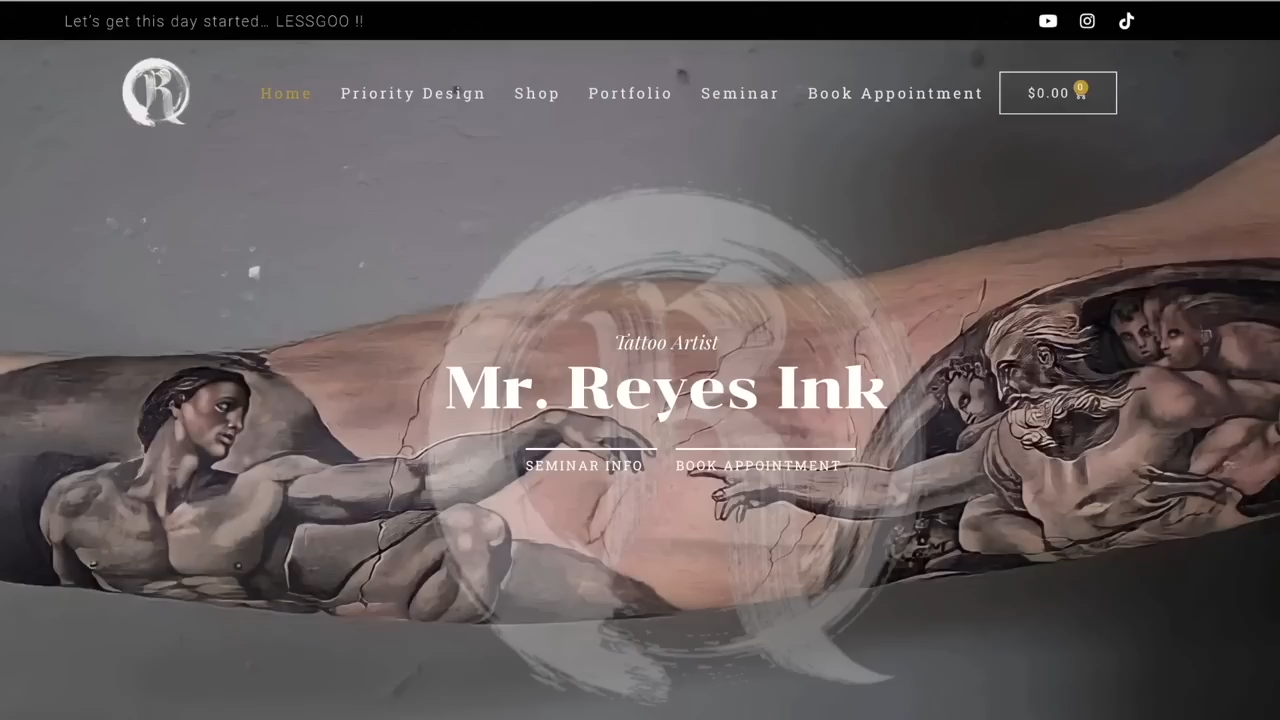 Let's get this day started... LESSGOO !!
R
Home Priority Design Shop Portfolio Seminar Book Appointment $0.00 0
R
Tattoo Artist
Mr. Reyes Ink
SEMINAR INFO BOOK APPOINTMENT